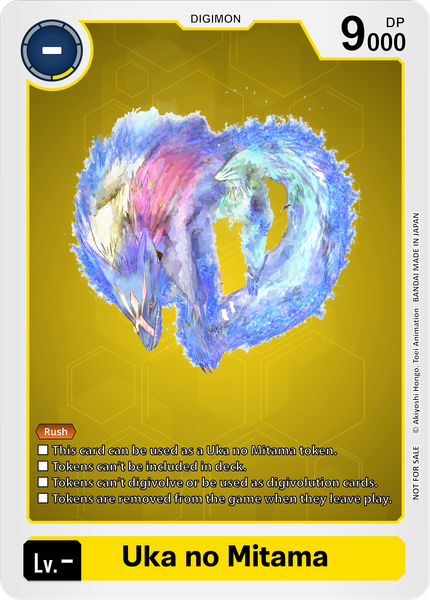 DIGIMON
-
DP
9000
Rush
■ This card can be used as a Uka no Mitama token.
■ Tokens can't be included in deck.
■ Tokens can't digivolve or be used as digivolution cards.
■ Tokens are removed from the game when they leave play.
NOT FOR SALE © Akiyoshi Hongo. Toei Animation BANDAI MADE IN JAPAN
Lv.-
Uka no Mitama